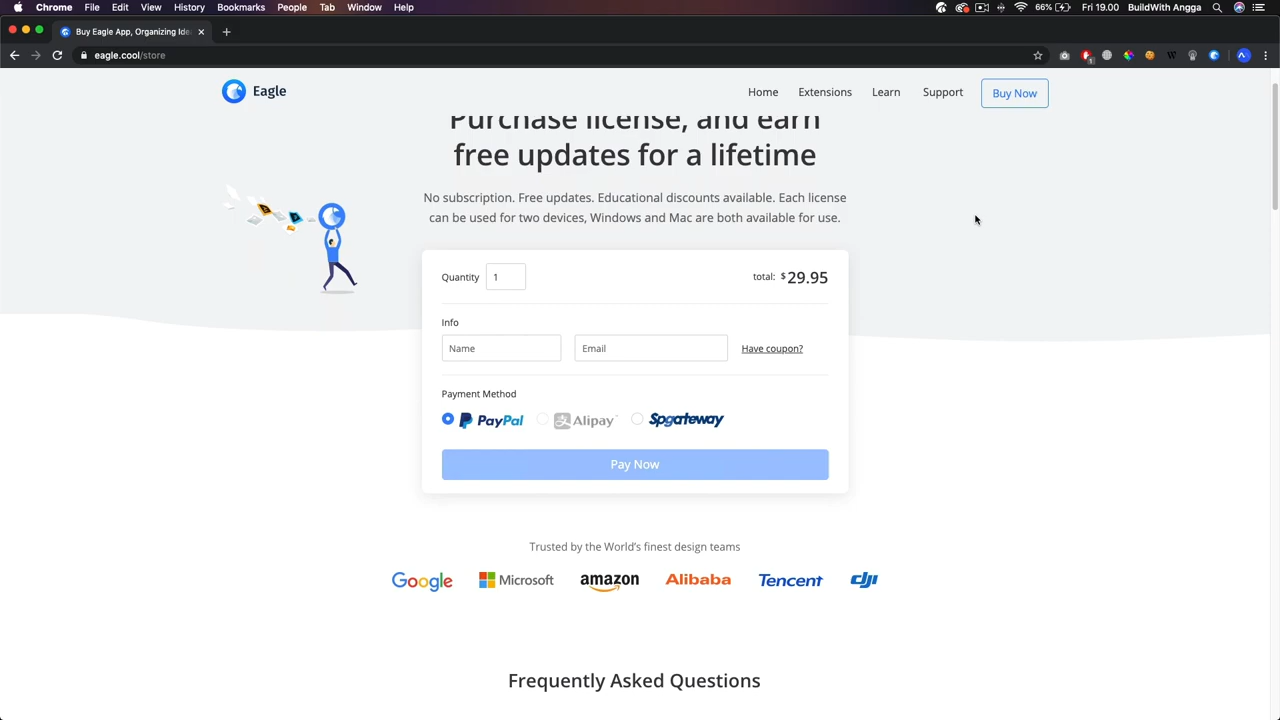 Chrome File Edit View History Bookmarks People Tab Window Help 66% Fri 19.00 BuildWith Angga
Buy Eagle App, Organizing Ide
eagle.cool/store
Eagle Home Extensions Learn Support Buy Now
Purchase license, and earn
free updates for a lifetime
No subscription. Free updates. Educational discounts available. Each license
can be used for two devices, Windows and Mac are both available for use.
Quantity 1 total: $29.95
Info
Name Email Have coupon?
Payment Method
PayPal 支 Alipay Spgateway
Pay Now
Trusted by the World’s finest design teams
Google Microsoft amazon Alibaba Tencent dji
Frequently Asked Questions